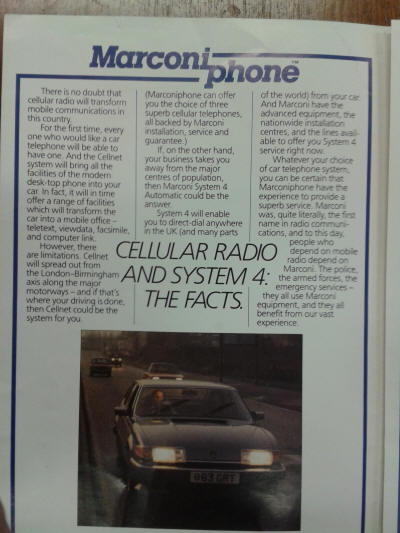 Marconi
phone™
There is no doubt that
cellular radio will transform
mobile communications in
this country.
For the first time, every
one who would like a car
telephone will be able to
have one. And the Cellnet
system will bring all the
facilities of the modern
desk-top phone into your
car. In fact, it will in time
offer a range of facilities
which will transform the
car into a mobile office –
teletext, viewdata, facsimile,
and computer link.
However, there
are limitations. Cellnet
will spread out from
the London–Birmingham
axis along the major
motorways – and if that's
where your driving is done,
then Cellnet could be the
system for you.
(Marconiphone can offer
you the choice of three
superb cellular telephones,
all backed by Marconi
installation, service and
guarantee.)
If, on the other hand,
your business takes you
away from the major
centres of population,
then Marconi System 4
Automatic could be the
answer.
System 4 will enable
you to direct-dial anywhere
in the UK (and many parts
of the world) from your car.
And Marconi have the
advanced equipment, the
nationwide installation
centres, and the lines avail-
able to offer you System 4
service right now.
Whatever your choice
of car telephone system,
you can be certain that
Marconiphone have the
experience to provide a
superb service. Marconi
was, quite literally, the first
name in radio communi-
cations, and to this day,
people who
depend on mobile
radio depend on
Marconi. The police,
the armed forces, the
emergency services –
they all use Marconi
equipment, and they all
benefit from our vast
experience.
CELLULAR RADIO
AND SYSTEM 4:
THE FACTS.